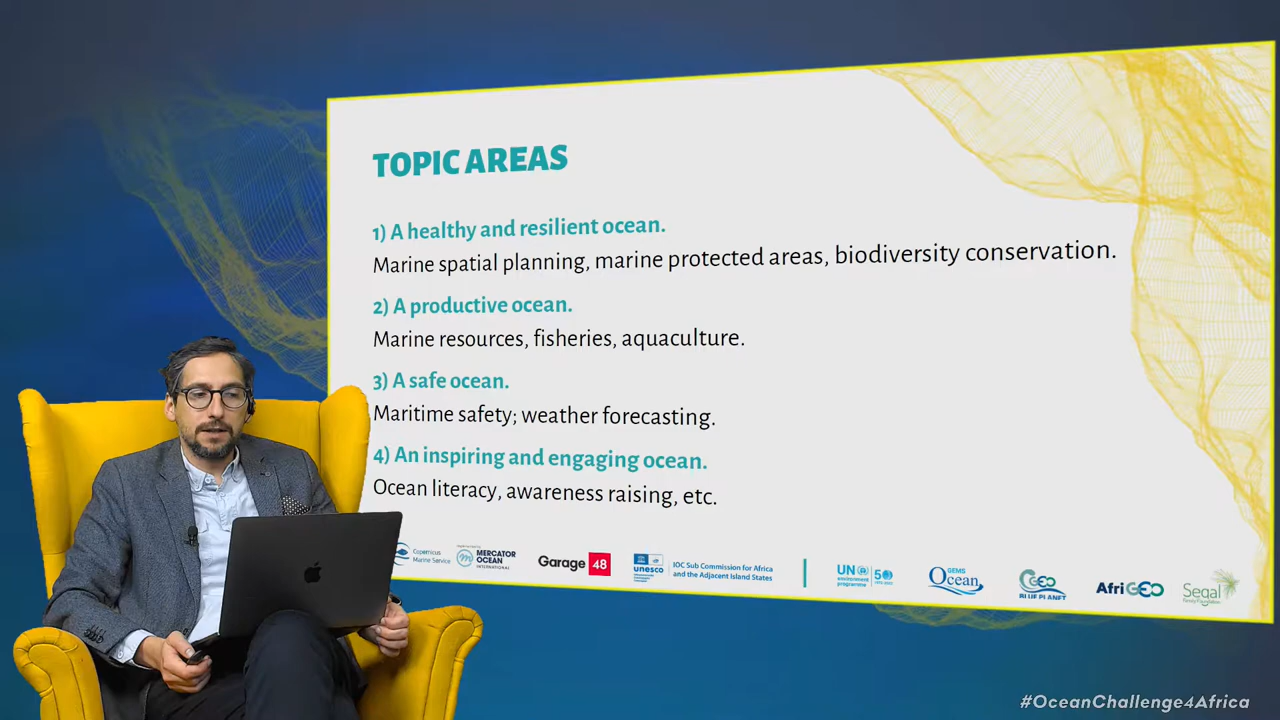 TOPIC AREAS
1) A healthy and resilient ocean.
Marine spatial planning, marine protected areas, biodiversity conservation.
2) A productive ocean.
Marine resources, fisheries, aquaculture.
3) A safe ocean.
Maritime safety; weather forecasting.
4) An inspiring and engaging ocean.
Ocean literacy, awareness raising, etc.
Copernicus
Marine Service
MERCATOR
OCEAN
INTERNATIONAL
Garage 48
unesco
IOC Sub Commission for Africa
and the Adjacent Island States
UN
environment
programme
50
GEMS
Ocean
GEO
BLUE PLANET
AfriGEO
Segal
Family Foundation
#OceanChallenge4Africa